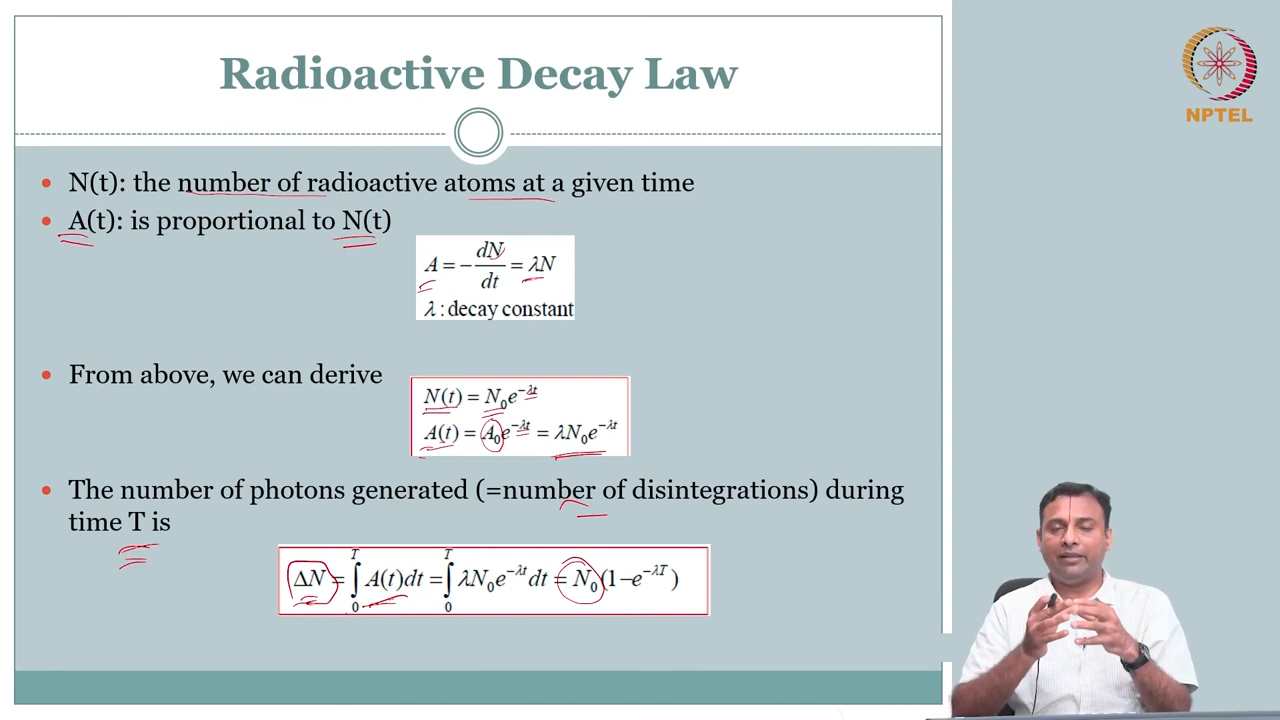 Radioactive Decay Law
NPTEL
• N(t): the number of radioactive atoms at a given time
• A(t): is proportional to N(t)
A = −dN/dt = λN
λ : decay constant
• From above, we can derive
N(t) = N₀e^{−λt}
A(t) = A₀e^{−λt} = λN₀e^{−λt}
• The number of photons generated (=number of disintegrations) during
time T is
ΔN = ∫₀ᵀ A(t)dt = ∫₀ᵀ λN₀e^{−λt}dt = N₀(1−e^{−λT})